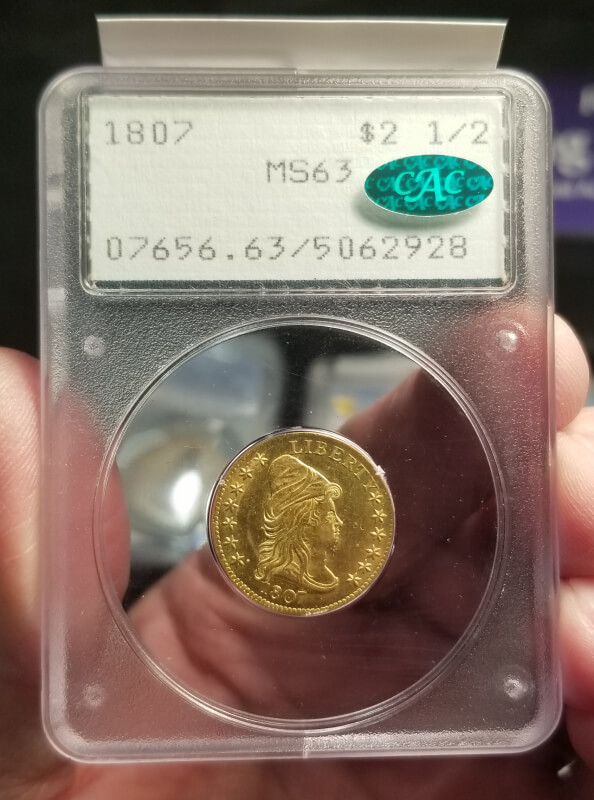 1807 $2 1/2
MS63
CAC
07656.63/5062928
LIBERTY
1807